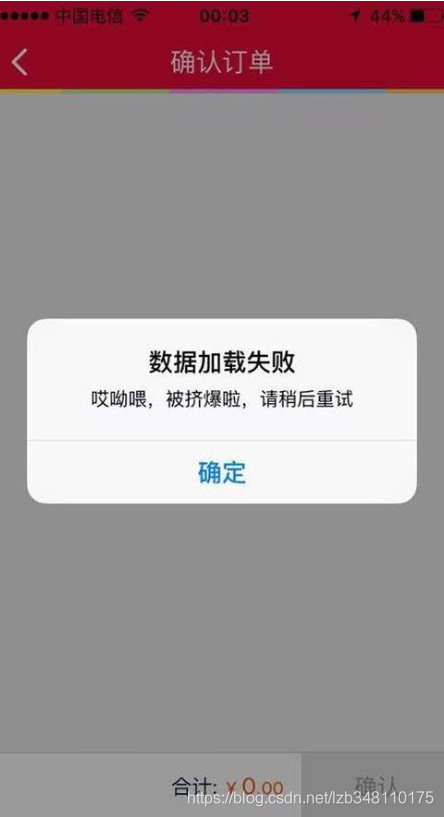 中国电信 00:03 44%
确认订单
数据加载失败
哎呦喂，被挤爆啦，请稍后重试
确定
合计: ¥0.00 确认
https://blog.csdn.net/lzb348110175